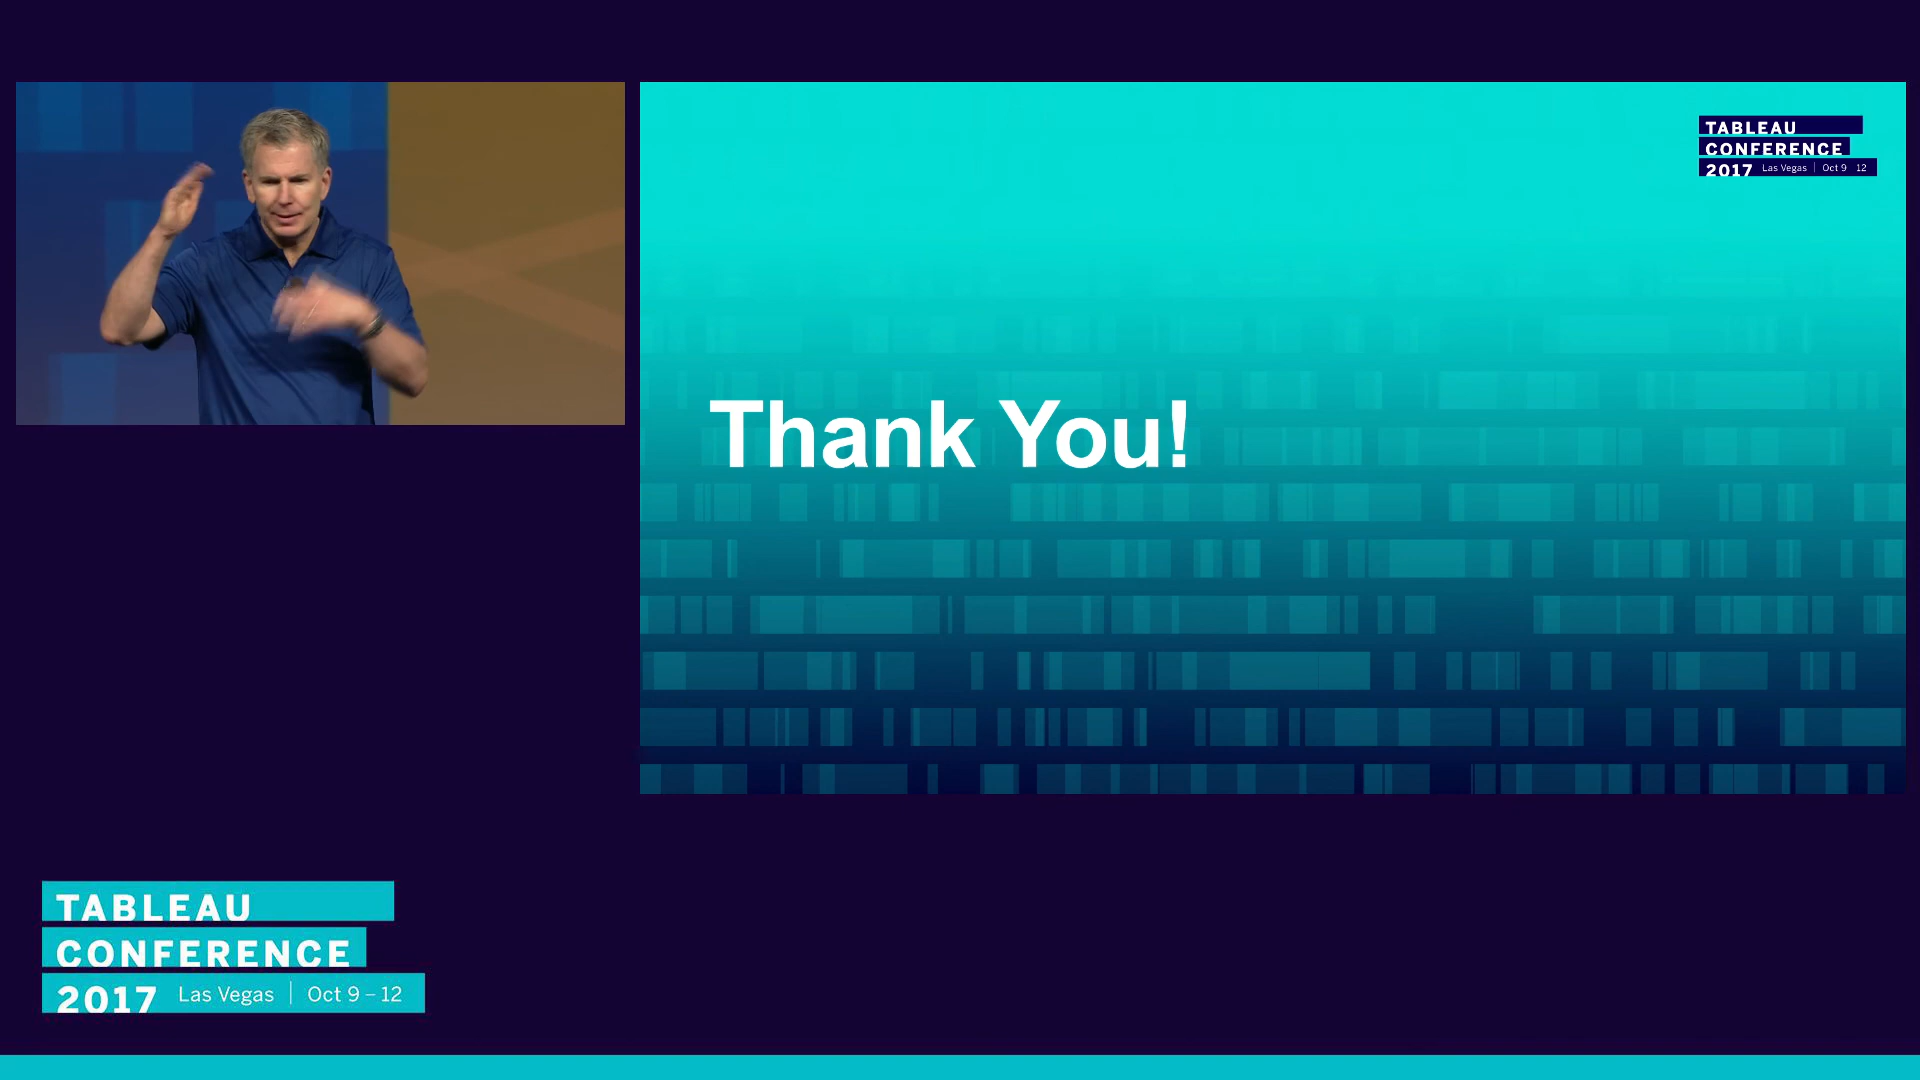 TABLEAU
CONFERENCE
2017 Las Vegas | Oct 9 12
Thank You!
TABLEAU
CONFERENCE
2017 Las Vegas | Oct 9 – 12